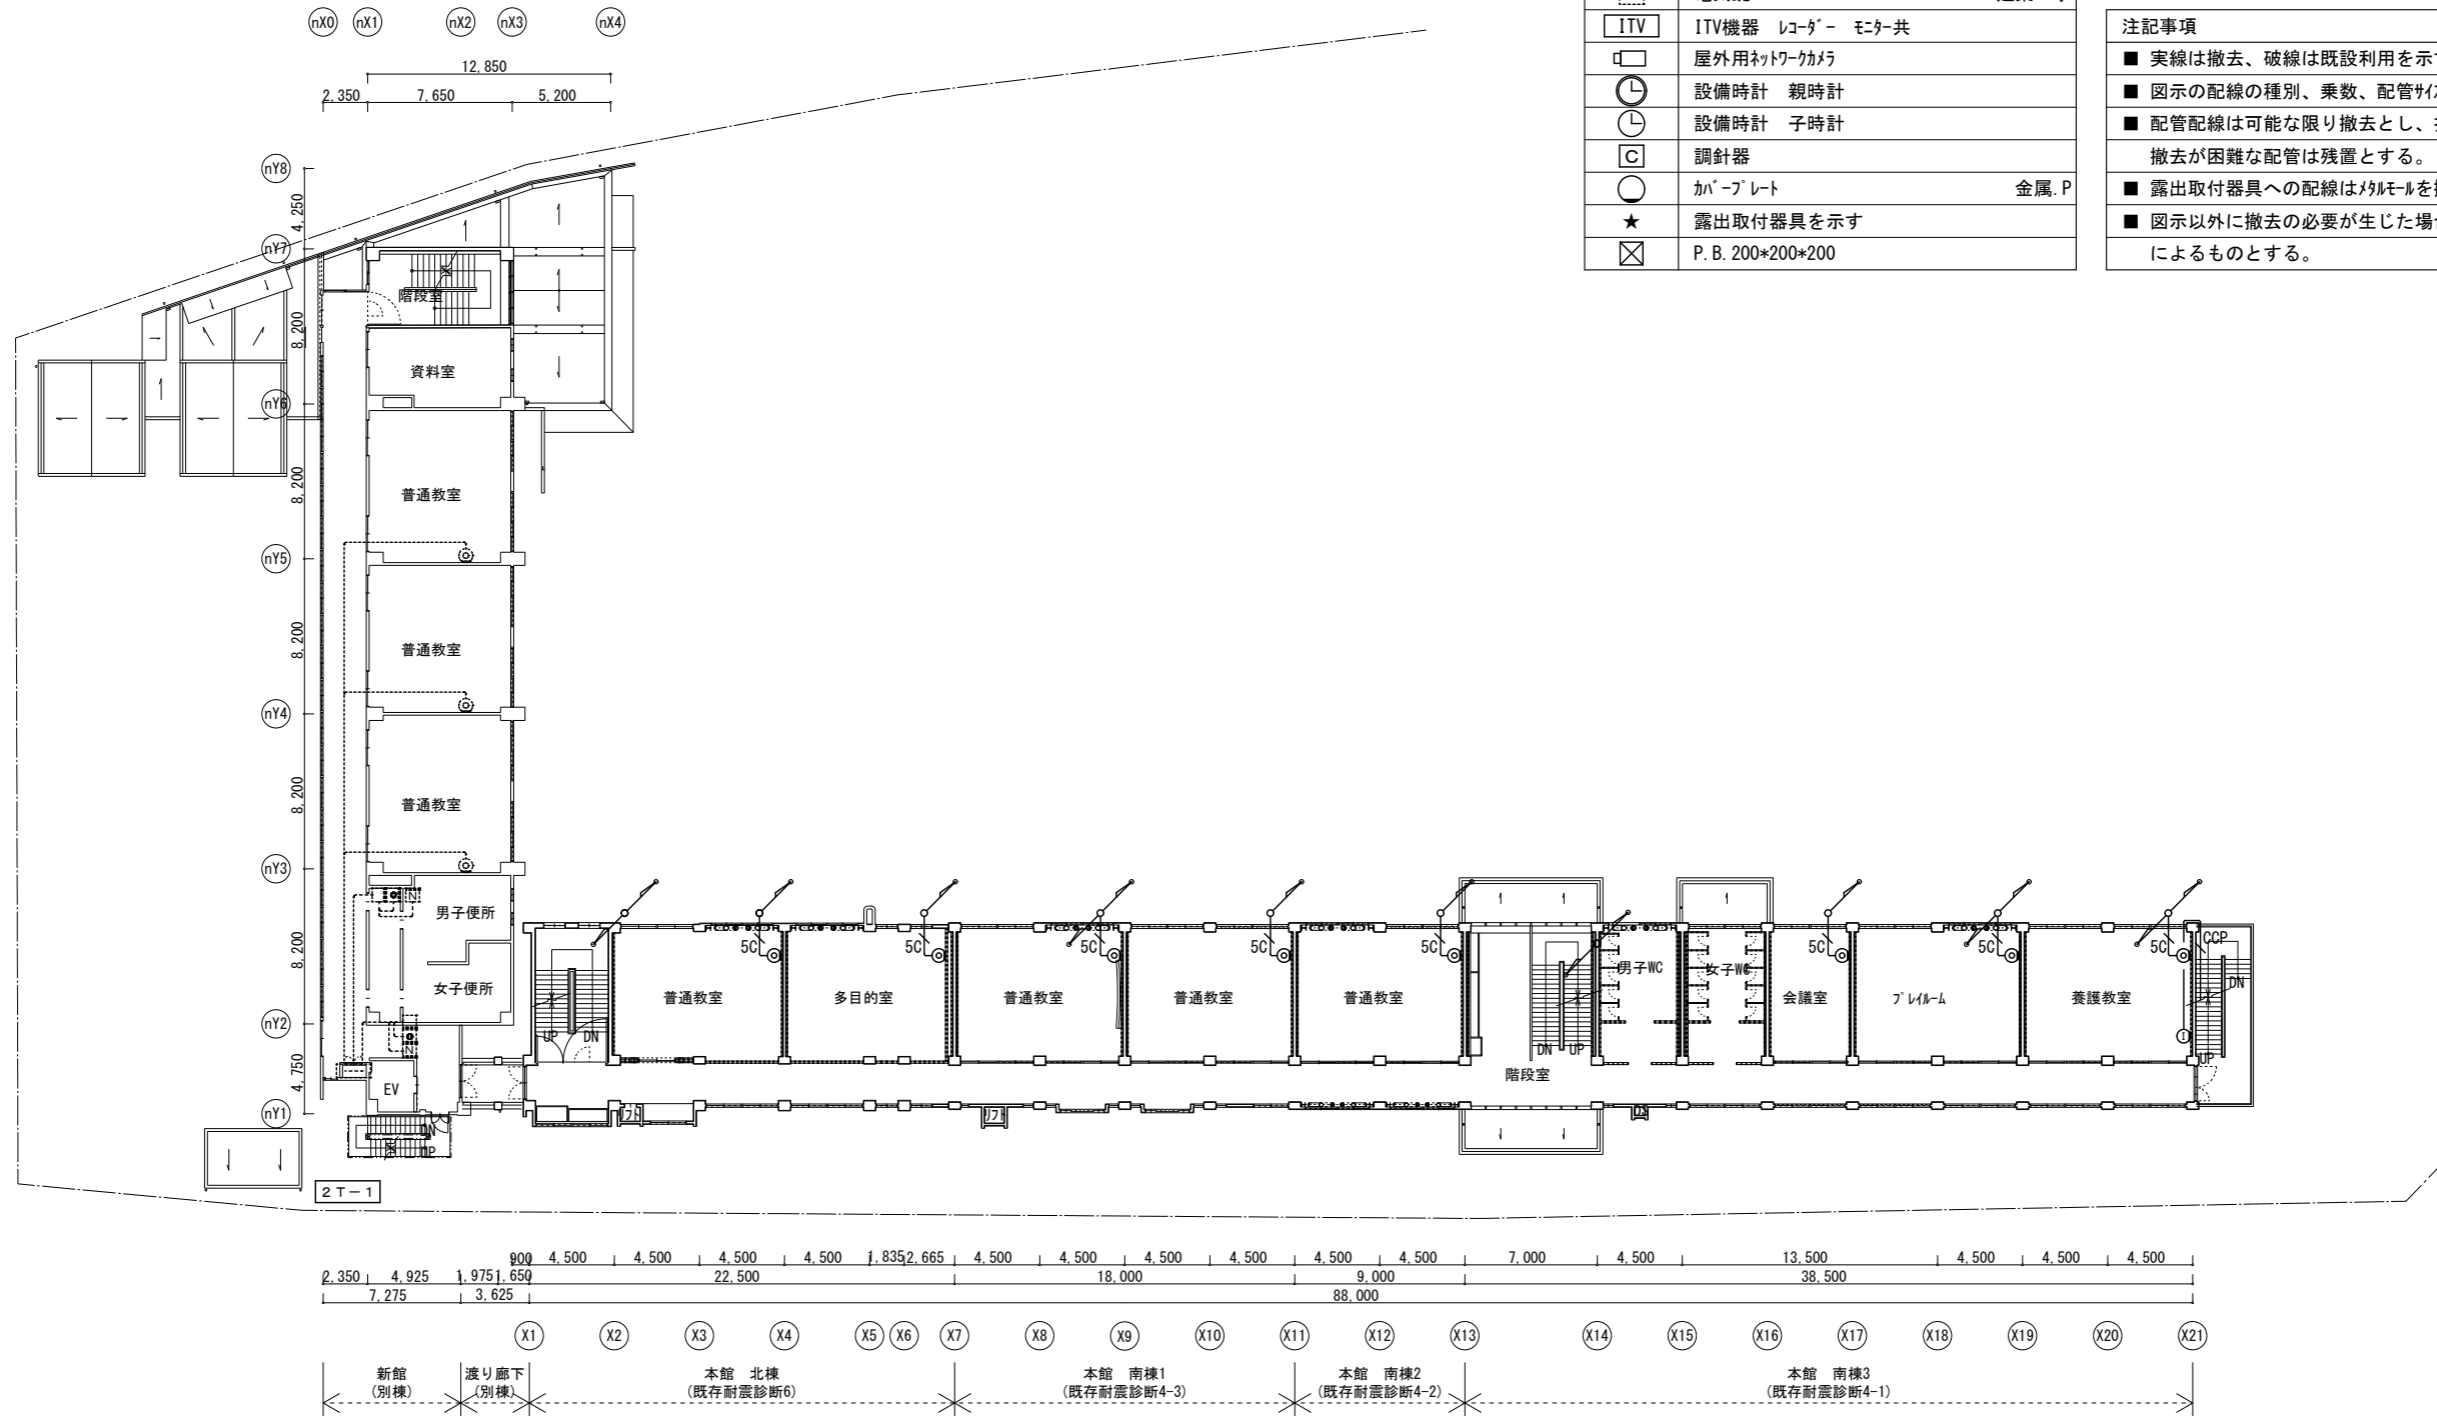 nX0 nX1 nX2 nX3 nX4
12,850
2,350 7,650 5,200
ITV ITV機器 ﾚｺｰﾀﾞｰ ﾓﾆﾀｰ共
屋外用ﾈｯﾄﾜｰｸｶﾒﾗ
設備時計 親時計
設備時計 子時計
C 調針器
ｶﾊﾞｰﾌﾟﾚｰﾄ 金属.P
★ 露出取付器具を示す
P.B.200*200*200
注記事項
■ 実線は撤去、破線は既設利用を示
■ 図示の配線の種別、乗数、配管ｻｲ
■ 配管配線は可能な限り撤去とし、
撤去が困難な配管は残置とする。
■ 露出取付器具への配線はﾒﾀﾙﾓｰﾙを
■ 図示以外に撤去の必要が生じた場
によるものとする。
nY8
4,250
nY7
階段室
8,200
資料室
nY6
8,200
普通教室
nY5
8,200
普通教室
nY4
8,200
普通教室
nY3
男子便所
8,200
女子便所
nY2
4,750
EV
nY1
DN
UP
2T-1
5C 5C 5C 5C 5C 5C 5C 5C
CCP
普通教室 多目的室 普通教室 普通教室 普通教室 男子WC 女子WC 会議室 ﾌﾟﾚｲﾙｰﾑ 養護教室
UP DN
DN UP
DN
UP
階段室
ﾘﾌﾄ ﾘﾌﾄ
900 4,500 4,500 4,500 4,500 1,835 2,665 4,500 4,500 4,500 4,500 4,500 4,500 7,000 4,500 13,500 4,500 4,500 4,500
2,350 4,925 1,975 1,650 22,500 18,000 9,000 38,500
7,275 3,625 88,000
X1 X2 X3 X4 X5 X6 X7 X8 X9 X10 X11 X12 X13 X14 X15 X16 X17 X18 X19 X20 X21
新館 渡り廊下 本館 北棟 本館 南棟1 本館 南棟2 本館 南棟3
(別棟) (別棟) (既存耐震診断6) (既存耐震診断4-3) (既存耐震診断4-2) (既存耐震診断4-1)